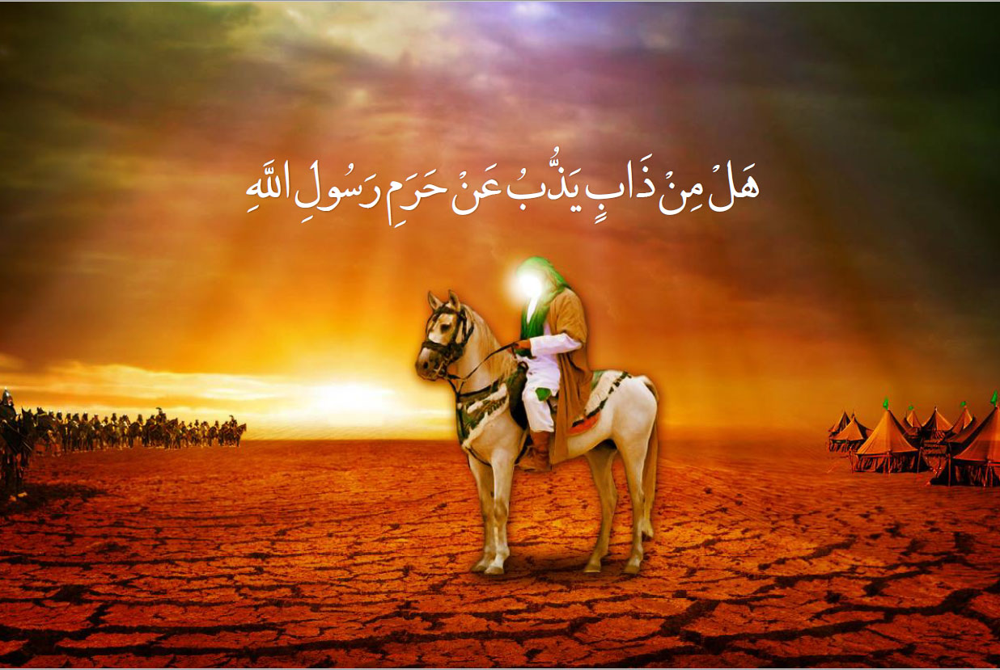 هَلْ مِنْ ذَابٍ يَذُّبُ عَنْ حَرَمِ رَسُولِ اللَّهِ